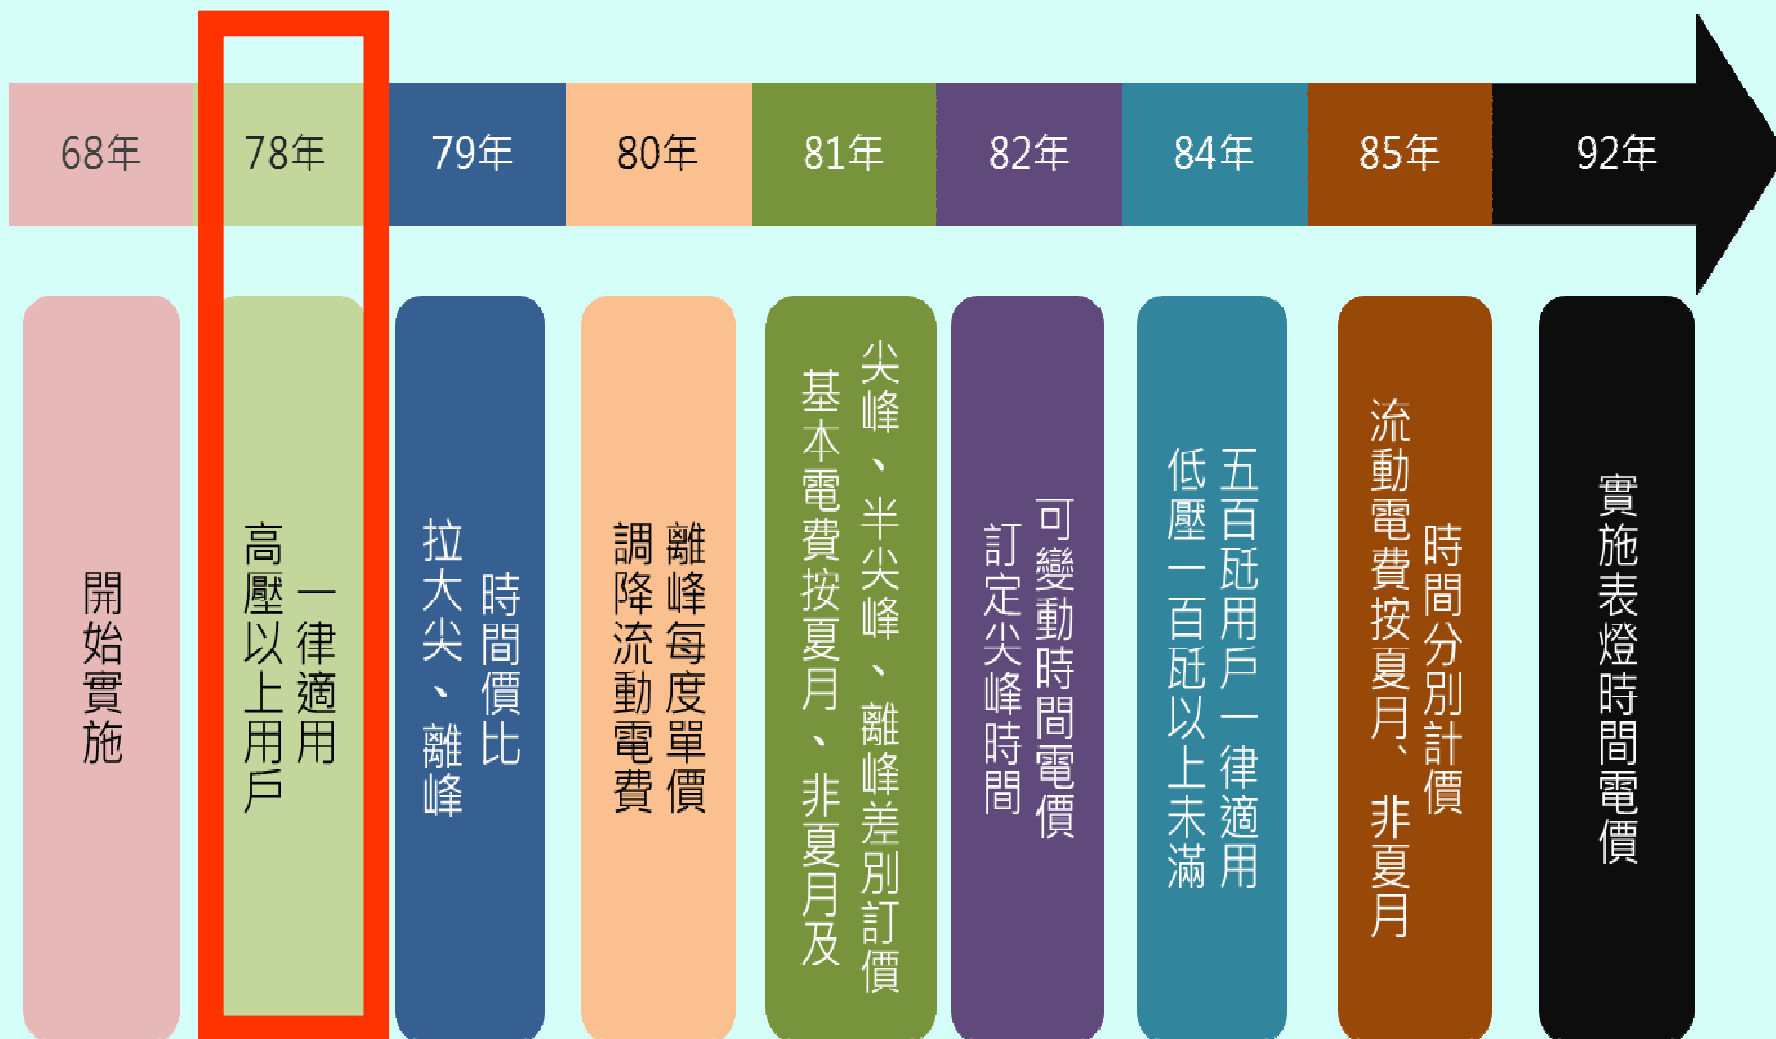 68年
78年
79年
80年
81年
82年
84年
85年
92年
開始實施
高壓以上用戶
一律適用
拉大尖、離峰
時間價比
調降流動電費
離峰每度單價
基本電費按夏月、非夏月及
尖峰、半尖峰、離峰差別訂價
訂定尖峰時間
可變動時間電價
低壓一百瓩以上未滿
五百瓩用戶一律適用
流動電費按夏月、非夏月
時間分別計價
實施表燈時間電價